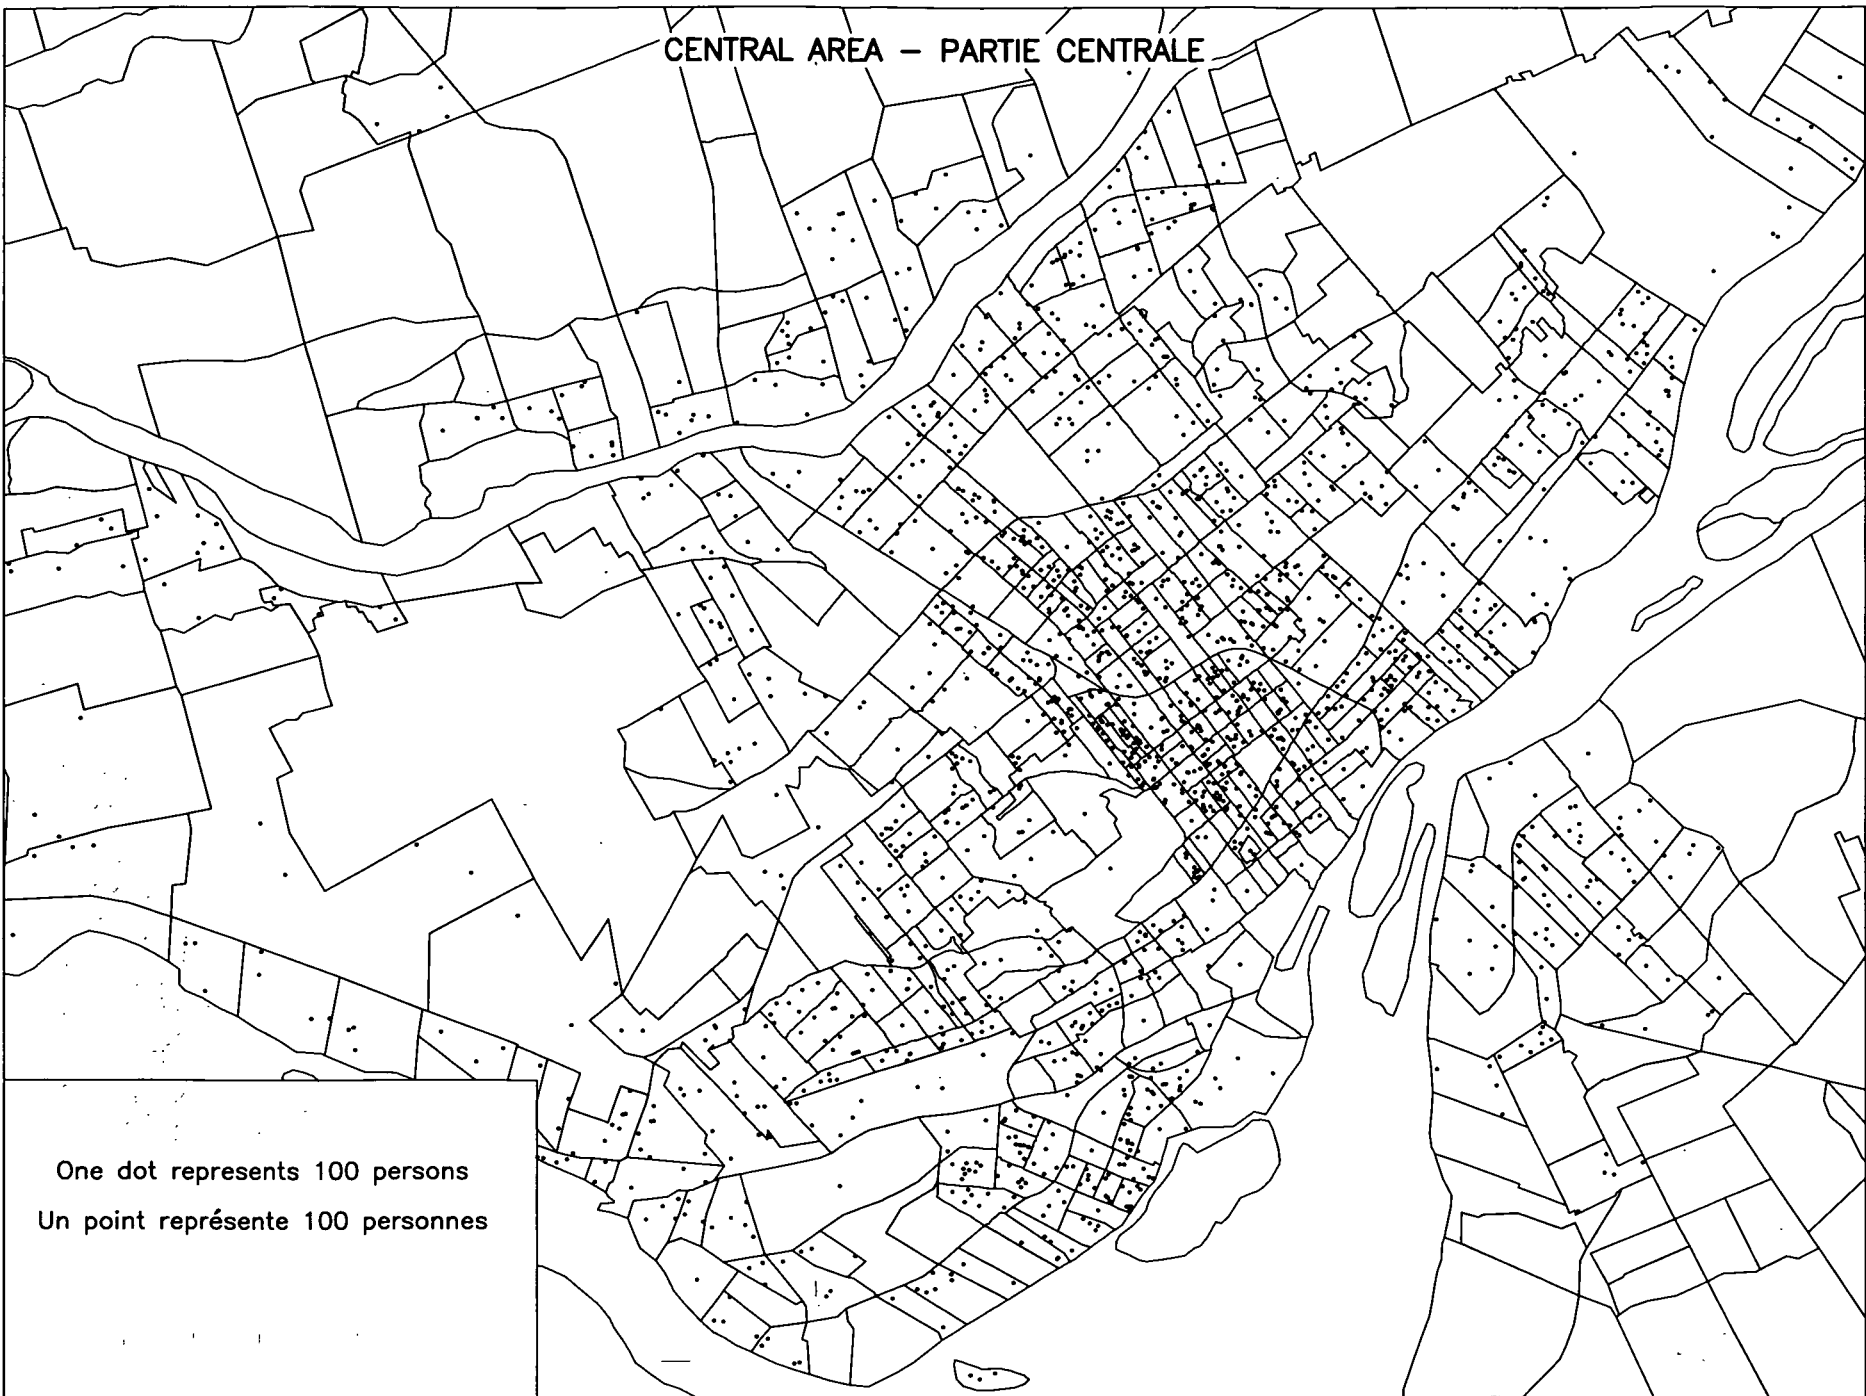 CENTRAL AREA – PARTIE CENTRALE
One dot represents 100 persons
Un point représente 100 personnes